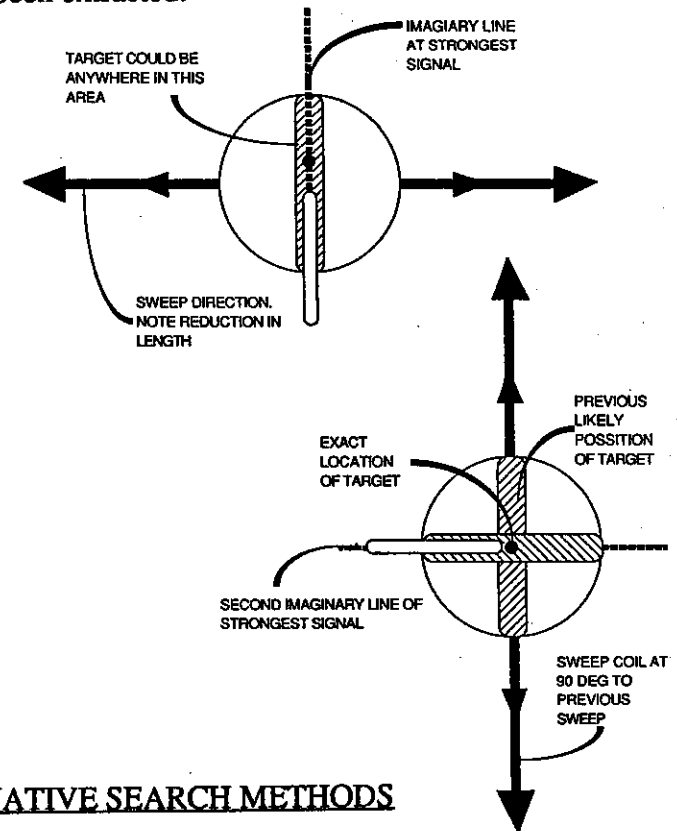 IMAGIARY LINE
AT STRONGEST
SIGNAL
TARGET COULD BE
ANYWHERE IN THIS
AREA
SWEEP DIRECTION.
NOTE REDUCTION IN
LENGTH
PREVIOUS
LIKELY
POSSITION
OF TARGET
EXACT
LOCATION
OF TARGET
SECOND IMAGINARY LINE OF
STRONGEST SIGNAL
SWEEP COIL AT
90 DEG TO
PREVIOUS
SWEEP
SEARCH METHODS